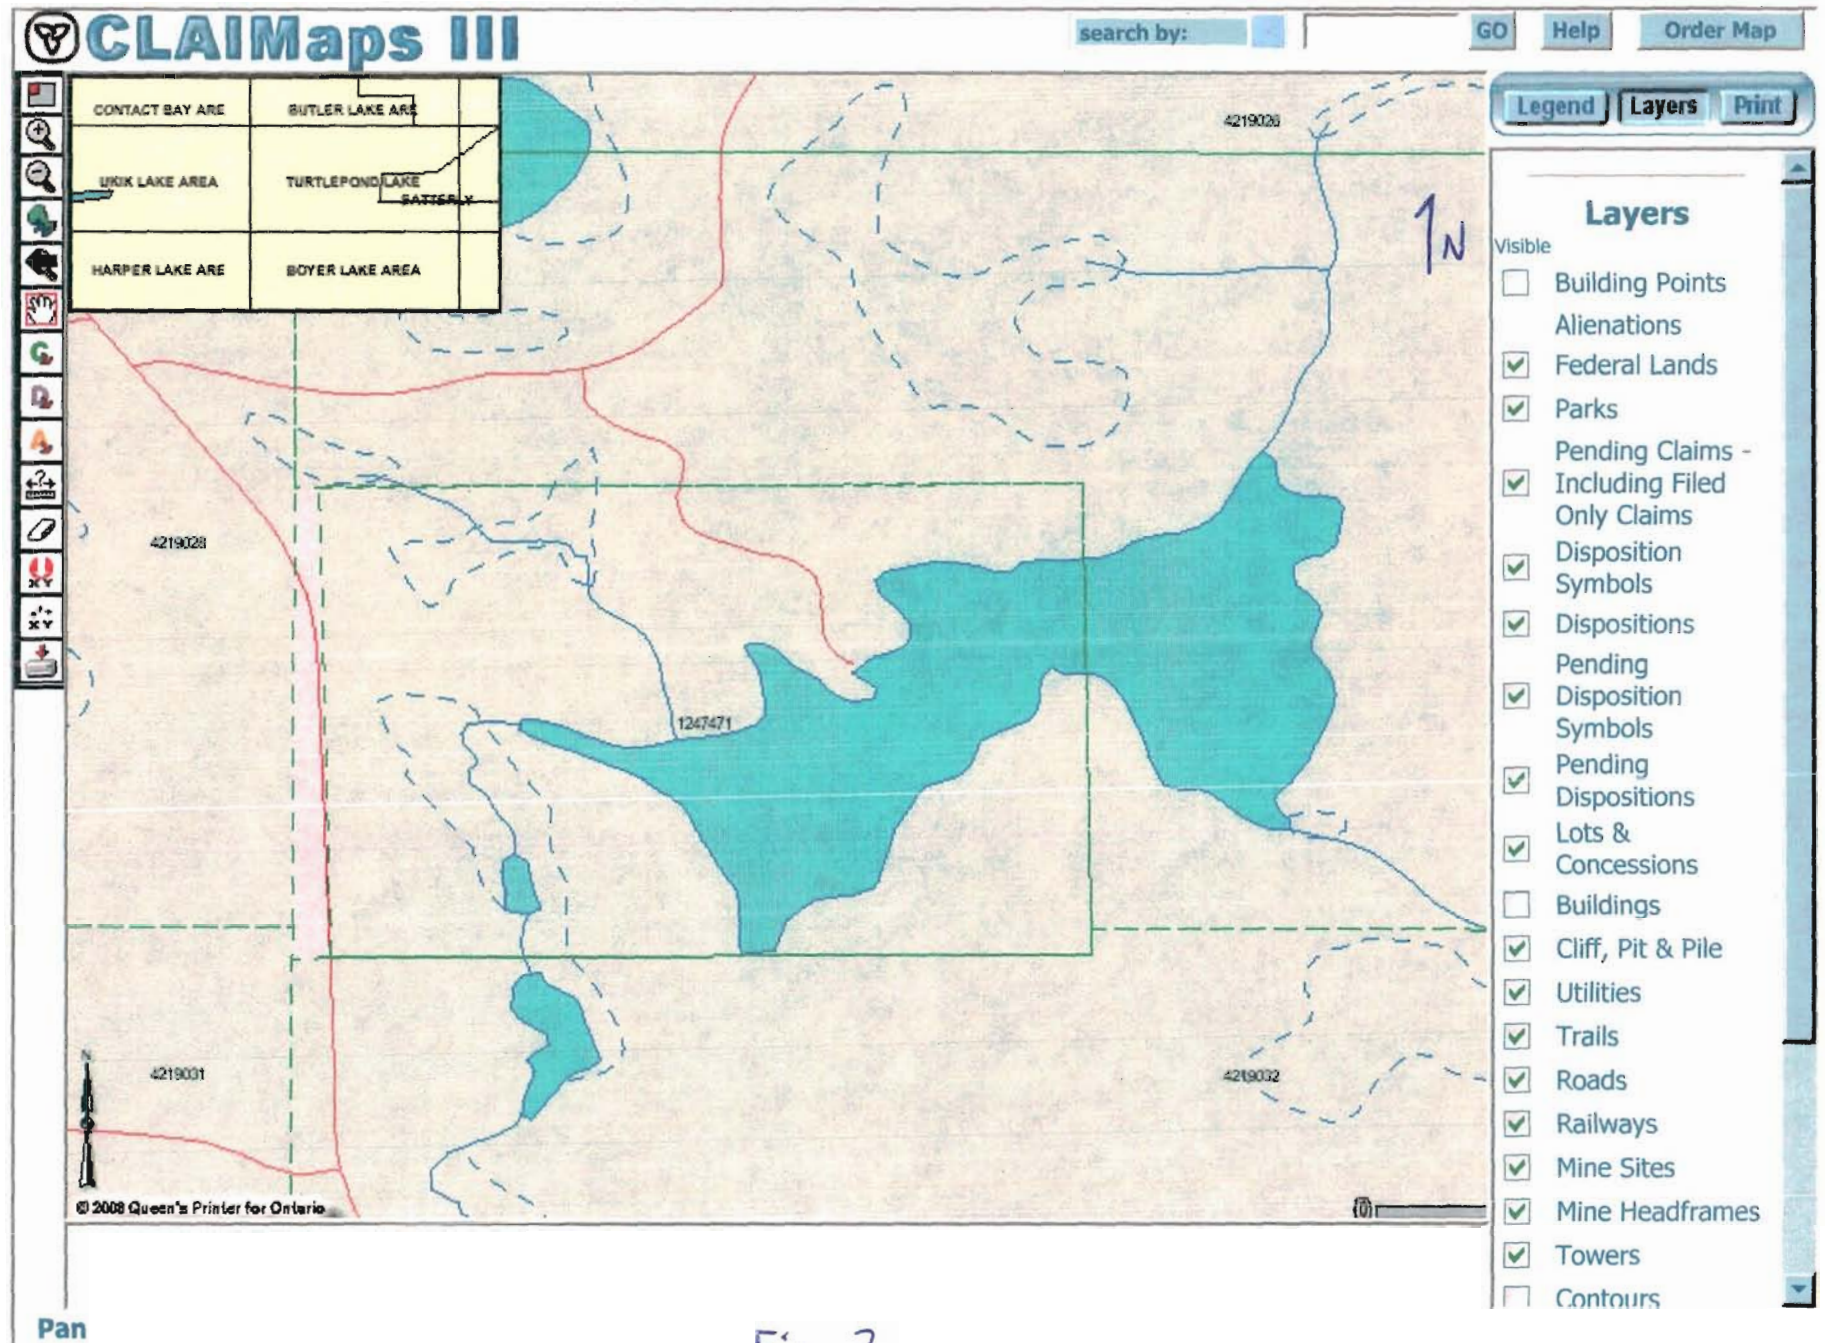 CLAIMaps III
search by:
GO
Help
Order Map
CONTACT BAY ARE
BUTLER LAKE ARE
UKIK LAKE AREA
TURTLEPOND LAKE
SATTERLY
HARPER LAKE ARE
BOYER LAKE AREA
4219026
N
4219028
1247471
4219031
4219032
N
© 2008 Queen's Printer for Ontario
Legend
Layers
Print
Layers
Visible
Building Points
Alienations
Federal Lands
Parks
Pending Claims -
Including Filed
Only Claims
Disposition
Symbols
Dispositions
Pending
Disposition
Symbols
Pending
Dispositions
Lots &
Concessions
Buildings
Cliff, Pit & Pile
Utilities
Trails
Roads
Railways
Mine Sites
Mine Headframes
Towers
Contours
Pan